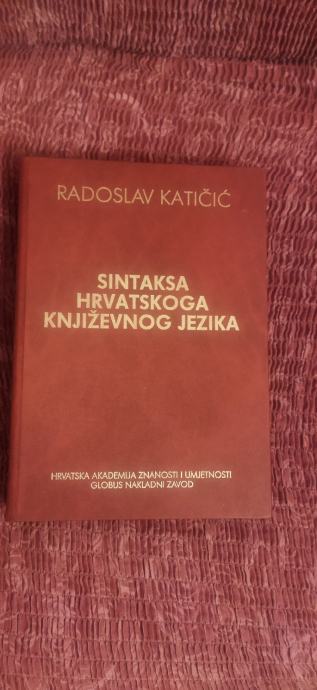 RADOSLAV KATIČIĆ
SINTAKSA
HRVATSKOGA
KNJIŽEVNOG JEZIKA
HRVATSKA AKADEMIJA ZNANOSTI I UMJETNOSTI
GLOBUS NAKLADNI ZAVOD